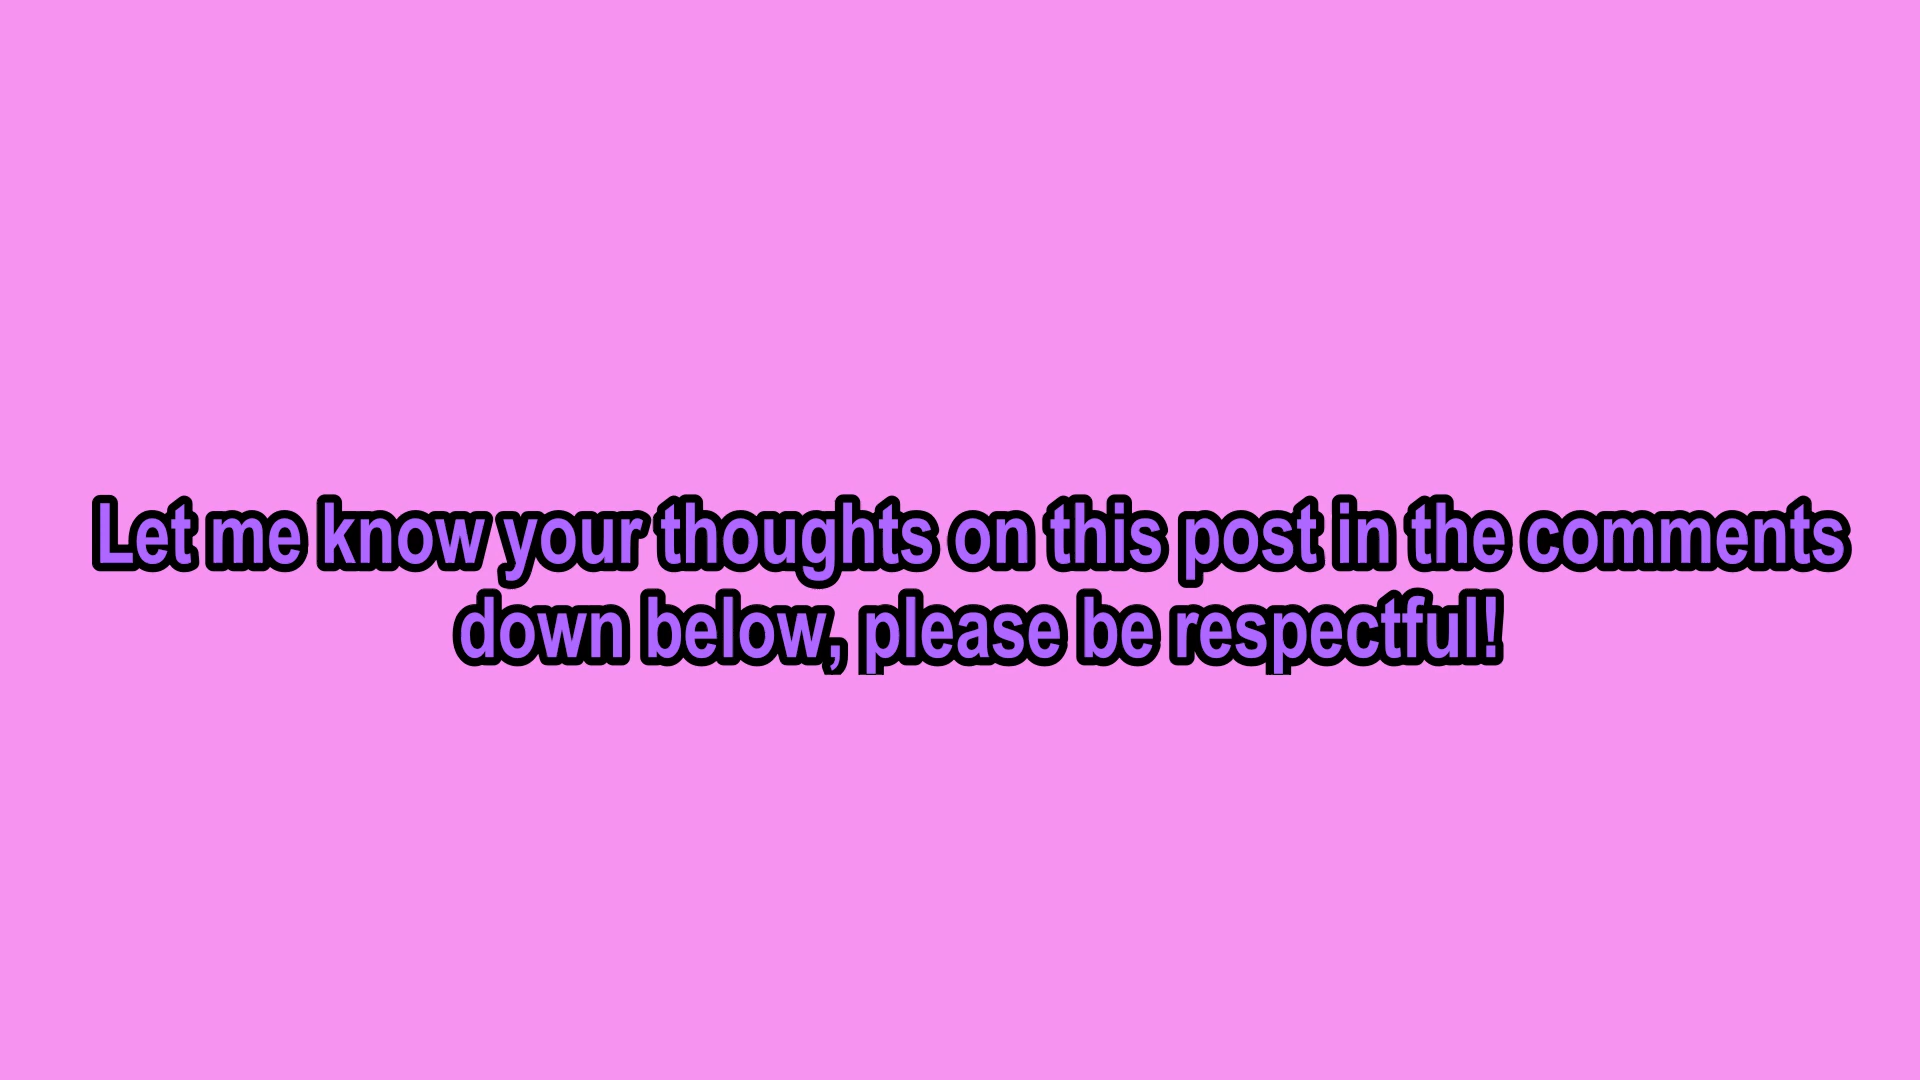 Let me know your thoughts on this post in the comments
down below, please be respectful!